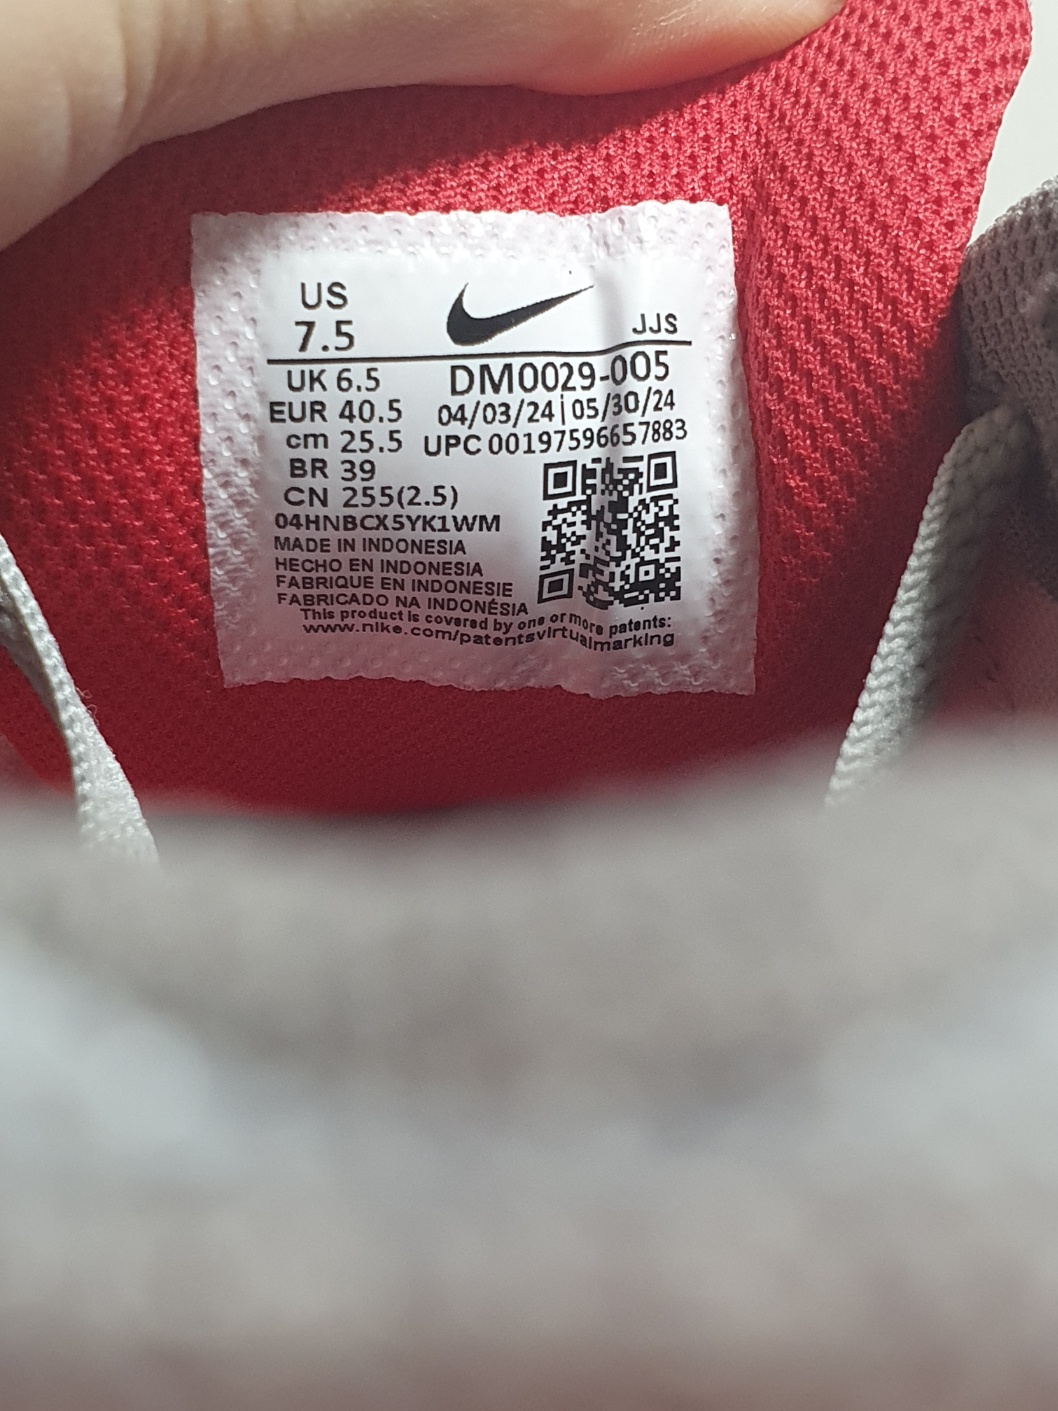 US
7.5
JJS
UK 6.5
DM0029-005
EUR 40.5
04/03/24|05/30/24
cm 25.5
UPC 00197596657883
BR 39
CN 255(2.5)
04HNBCX5YK1WM
MADE IN INDONESIA
HECHO EN INDONESIA
FABRIQUE EN INDONESIE
FABRICADO NA INDONÉSIA
This product is covered by one or more patents:
www.nike.com/patentsvirtualmarking